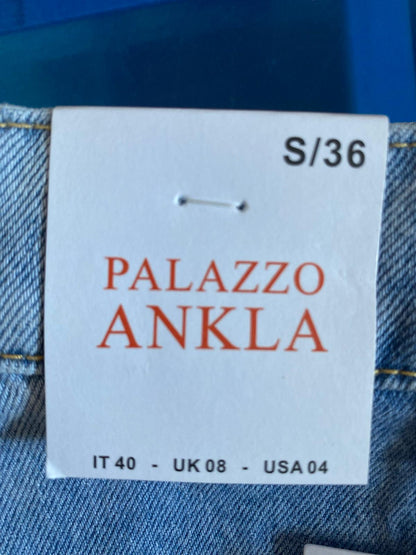 S/36
PALAZZO
ANKLA
IT 40 - UK 08 - USA 04